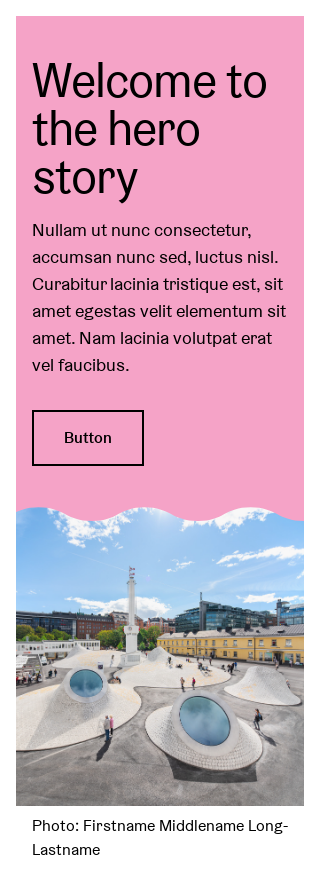 Welcome to
the hero
story
Nullam ut nunc consectetur,
accumsan nunc sed, luctus nisl.
Curabitur lacinia tristique est, sit
amet egestas velit elementum sit
amet. Nam lacinia volutpat erat
vel faucibus.
Button
Photo: Firstname Middlename Long-
Lastname